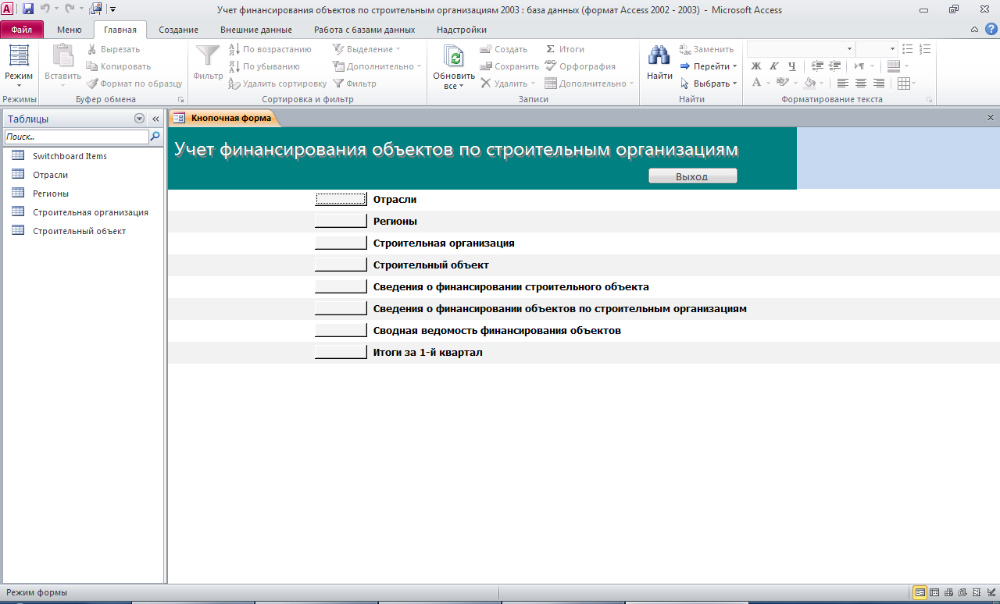 Учет финансирования объектов по строительным организациям 2003 : база данных (формат Access 2002 - 2003) - Microsoft Access
Файл Меню Главная Создание Внешние данные Работа с базами данных Надстройки
Режим
Режимы
Вставить
Вырезать
Копировать
Формат по образцу
Буфер обмена
Фильтр
По возрастанию
По убыванию
Удалить сортировку
Выделение
Дополнительно
Фильтр
Сортировка и фильтр
Обновить
все
Создать
Сохранить
Удалить
Итоги
Орфография
Дополнительно
Записи
Найти
Заменить
Перейти
Выбрать
Найти
Ж К Ч
А
Форматирование текста
Таблицы
Поиск...
Switchboard Items
Отрасли
Регионы
Строительная организация
Строительный объект
Кнопочная форма
Учет финансирования объектов по строительным организациям
Выход
Отрасли
Регионы
Строительная организация
Строительный объект
Сведения о финансировании строительного объекта
Сведения о финансировании объектов по строительным организациям
Сводная ведомость финансирования объектов
Итоги за 1-й квартал
Режим формы